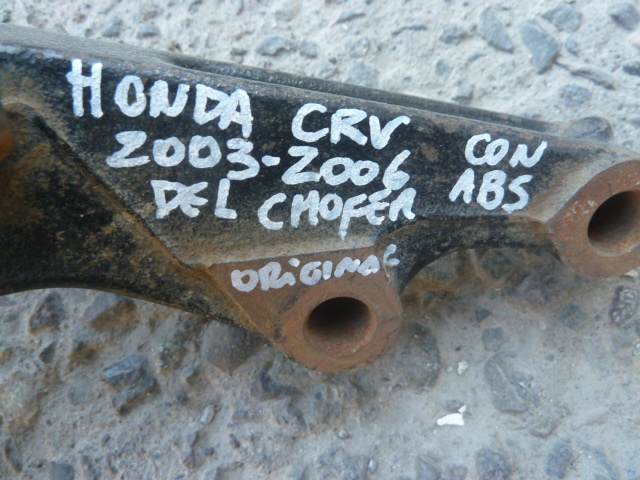 HONDA CRV
2003-2006
DEL CHOFER
CON
ABS
ORIGINAL